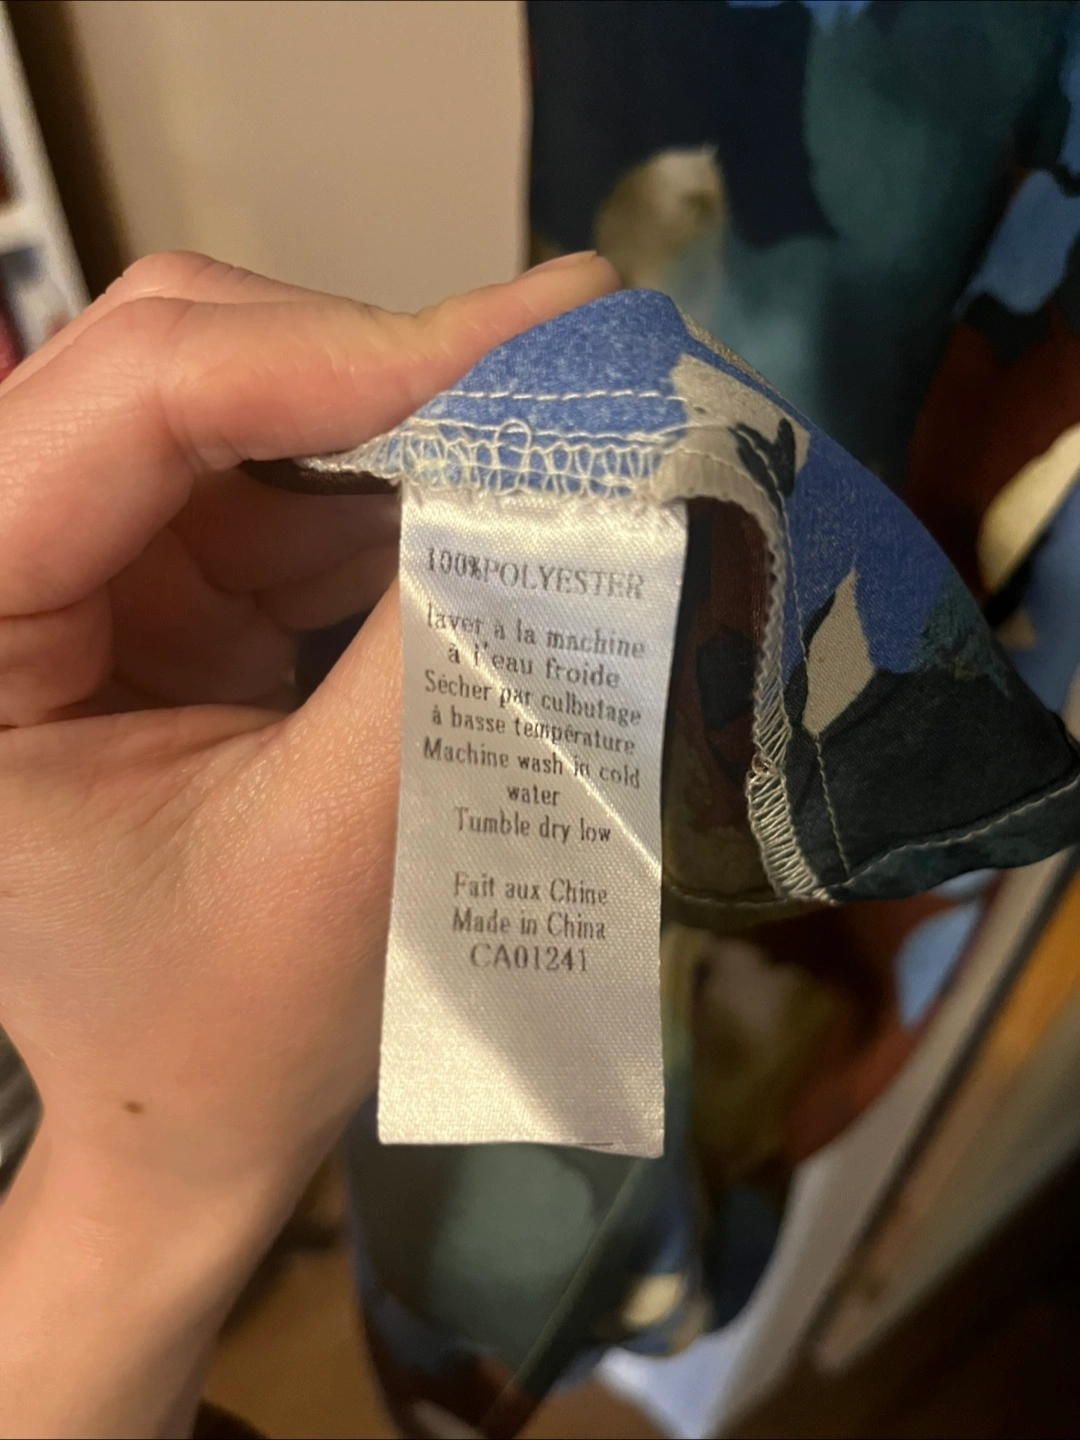 100%POLYESTER
laver à la machine
à l'eau froide
Sécher par culbutage
à basse température
Machine wash in cold
water
Tumble dry low
Fait aux Chine
Made in China
CA01241